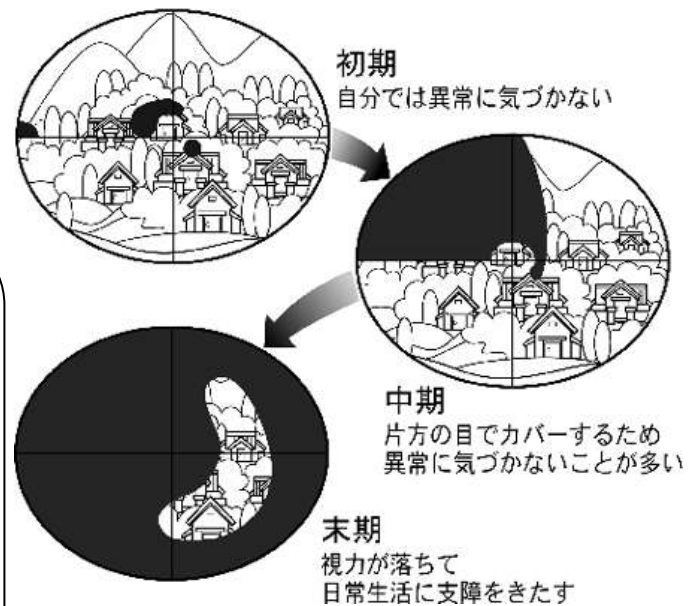 初期
自分では異常に気づかない
中期
片方の目でカバーするため
異常に気づかないことが多い
末期
視力が落ちて
日常生活に支障をきたす